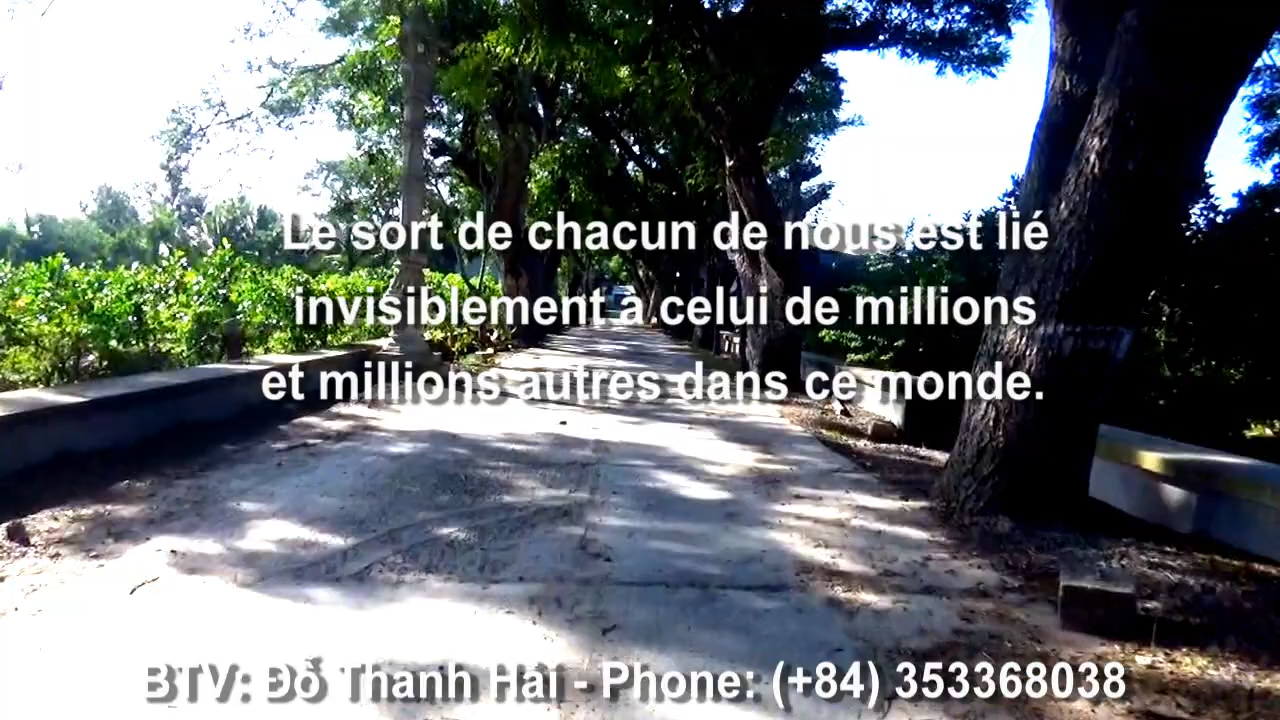 Le sort de chacun de nous est lié
invisiblement à celui de millions
et millions autres dans ce monde.
BTV: Đỗ Thanh Hải - Phone: (+84) 353368038